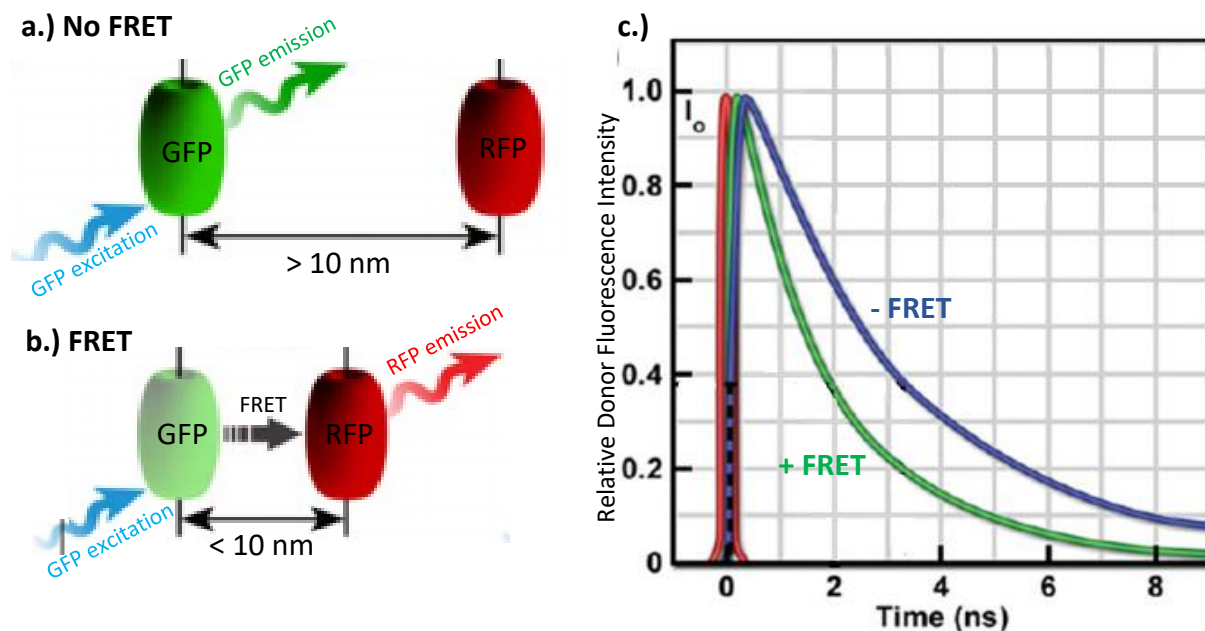 a.) No FRET
GFP emission
GFP
RFP
GFP excitation
> 10 nm
b.) FRET
RFP emission
FRET
GFP
RFP
GFP excitation
< 10 nm
c.)
Relative Donor Fluorescence Intensity
1.0
I_o
0.8
0.6
0.4
0.2
0
- FRET
+ FRET
0 2 4 6 8
Time (ns)